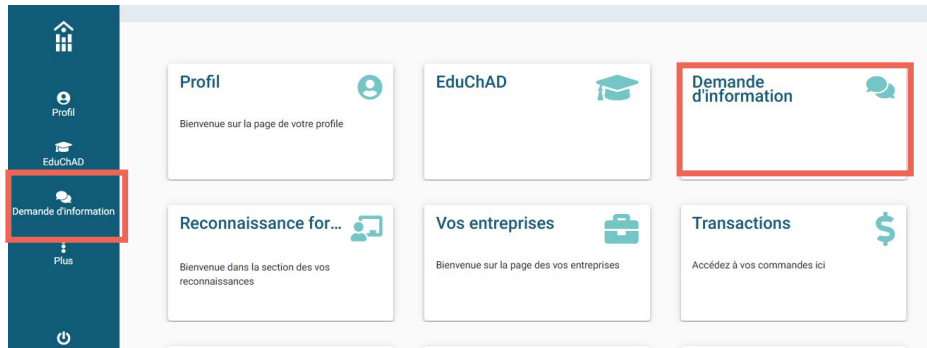 Profil
EduChAD
Demande d'information
Plus
Profil
Bienvenue sur la page de votre profile
EduChAD
Demande
d'information
Reconnaissance for...
Bienvenue dans la section des vos
reconnaissances
Vos entreprises
Bienvenue sur la page des vos entreprises
Transactions
Accédez à vos commandes ici